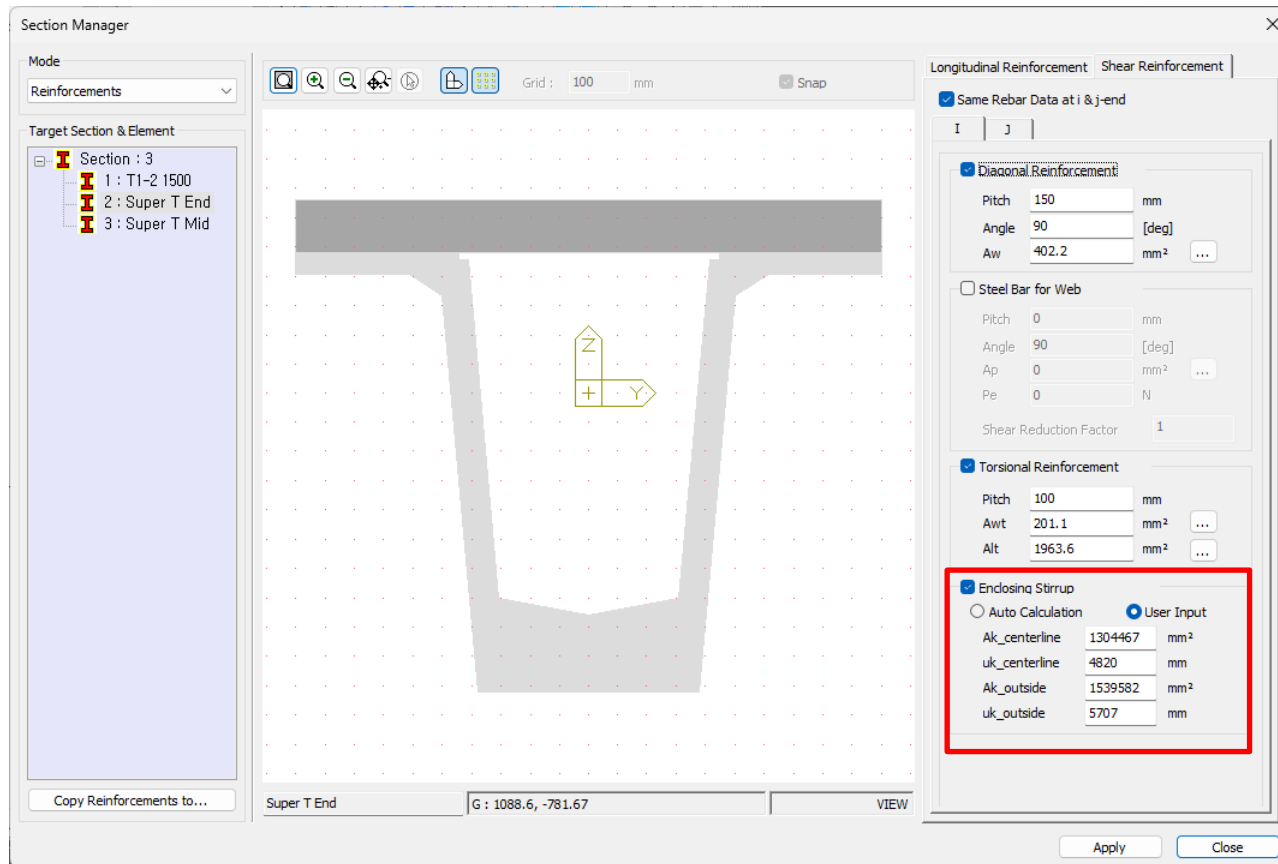 Section Manager
Mode
Reinforcements
Target Section & Element
Section : 3
1 : T1-2 1500
2 : Super T End
3 : Super T Mid
Copy Reinforcements to...
Grid : 100 mm
Snap
Z
Y
Super T End
G : 1088.6, -781.67
VIEW
Longitudinal Reinforcement Shear Reinforcement
Same Rebar Data at i & j-end
I J
Diagonal Reinforcement
Pitch 150 mm
Angle 90 [deg]
Aw 402.2 mm² ...
Steel Bar for Web
Pitch 0 mm
Angle 90 [deg]
Ap 0 mm² ...
Pe 0 N
Shear Reduction Factor 1
Torsional Reinforcement
Pitch 100 mm
Awt 201.1 mm² ...
Alt 1963.6 mm² ...
Enclosing Stirrup
Auto Calculation User Input
Ak_centerline 1304467 mm²
uk_centerline 4820 mm
Ak_outside 1539582 mm²
uk_outside 5707 mm
Apply Close